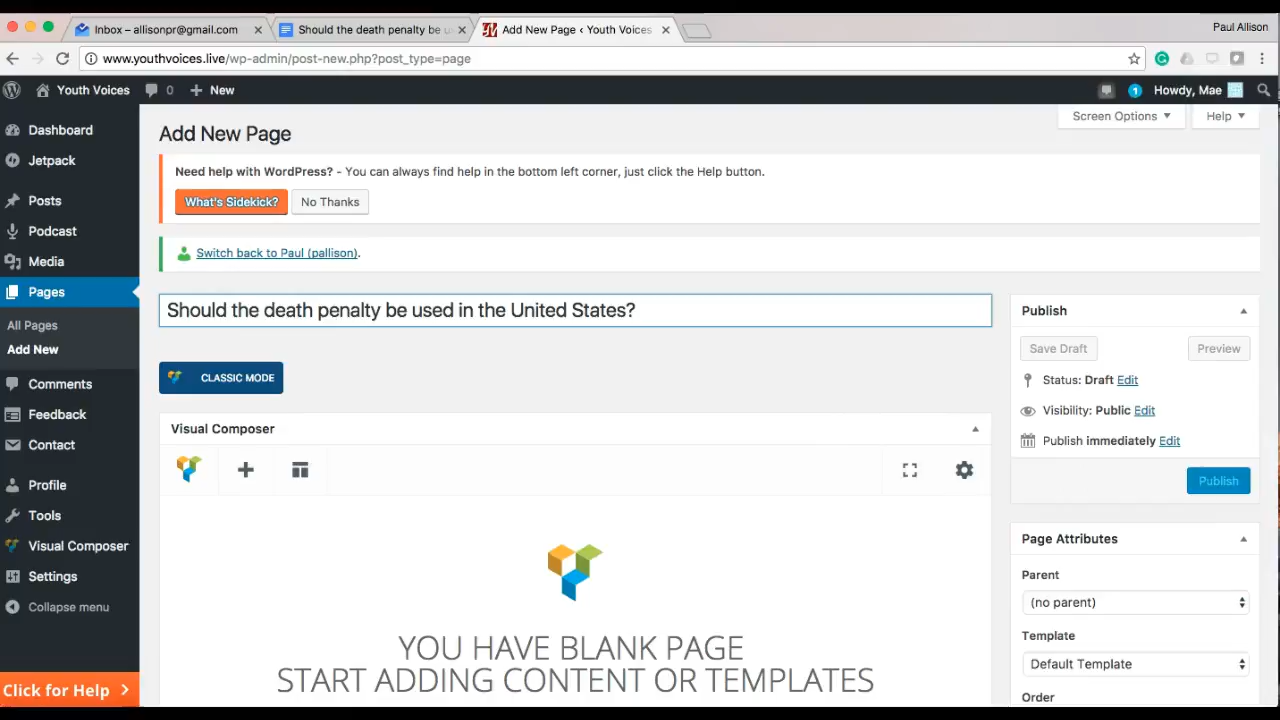 Inbox – allisonpr@gmail.com
Should the death penalty be us
Add New Page ‹ Youth Voices
Paul Allison
www.youthvoices.live/wp-admin/post-new.php?post_type=page
Youth Voices
0
New
1
Howdy, Mae
Dashboard
Jetpack
Posts
Podcast
Media
Pages
All Pages
Add New
Comments
Feedback
Contact
Profile
Tools
Visual Composer
Settings
Collapse menu
Click for Help
Screen Options
Help
Add New Page
Need help with WordPress? - You can always find help in the bottom left corner, just click the Help button.
What's Sidekick?
No Thanks
Switch back to Paul (pallison).
Should the death penalty be used in the United States?
CLASSIC MODE
Visual Composer
YOU HAVE BLANK PAGE
START ADDING CONTENT OR TEMPLATES
Publish
Save Draft
Preview
Status: Draft Edit
Visibility: Public Edit
Publish immediately Edit
Publish
Page Attributes
Parent
(no parent)
Template
Default Template
Order